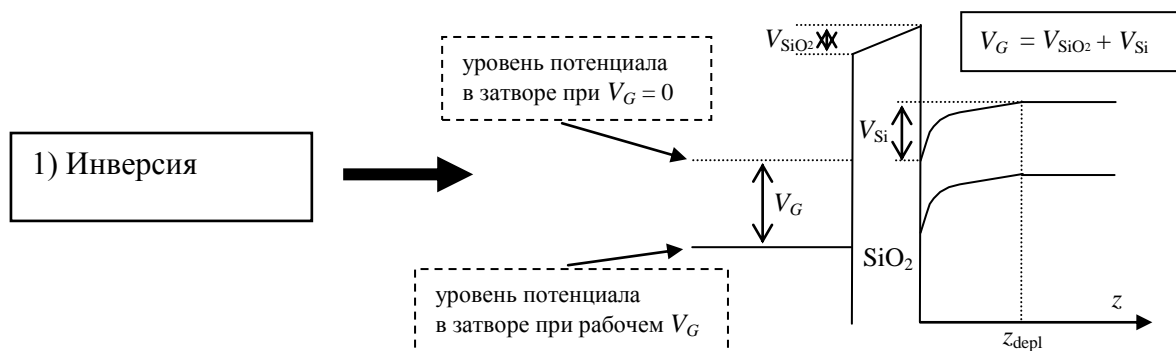 1) Инверсия
уровень потенциала
в затворе при V_G = 0
уровень потенциала
в затворе при рабочем V_G
V_G
V_SiO₂
V_Si
SiO₂
V_G = V_SiO₂ + V_Si
z
z_depl